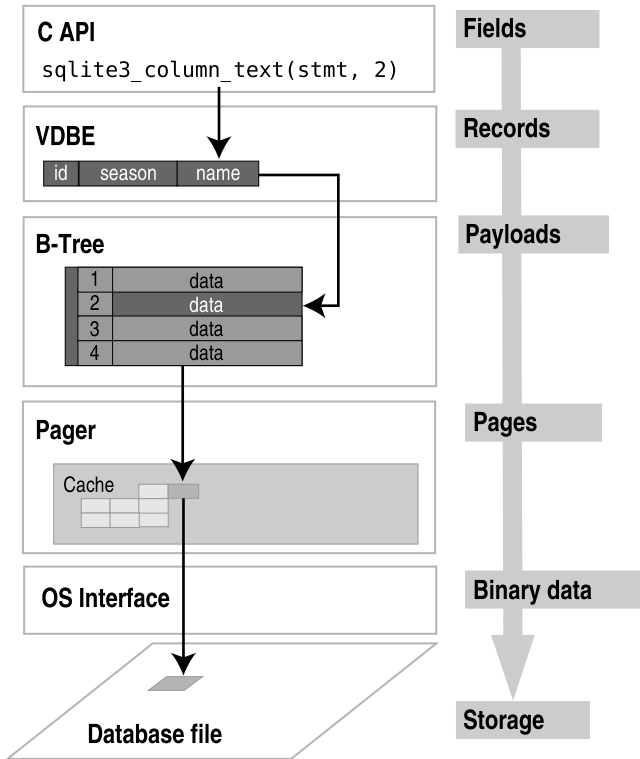 C API
sqlite3_column_text(stmt, 2)
VDBE
id season name
B-Tree
1 data
2 data
3 data
4 data
Pager
Cache
OS Interface
Database file
Fields
Records
Payloads
Pages
Binary data
Storage